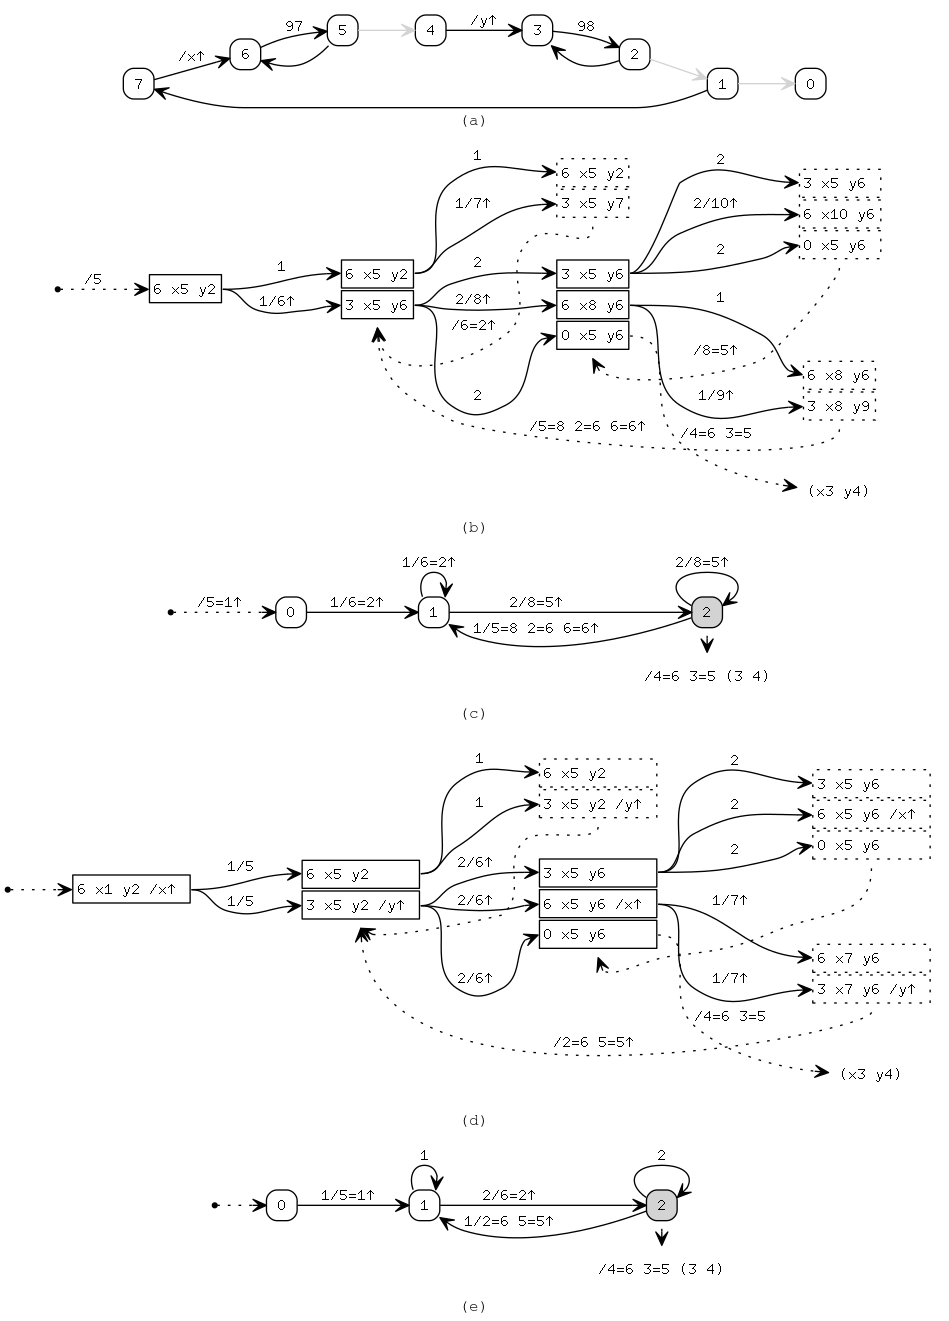 97
5
4
/y↑
3
98
/x↑
6
2
7
1
0
(a)
1
6 x5 y2
1/7↑
3 x5 y7
2
3 x5 y6
2/10↑
6 x10 y6
2
0 x5 y6
/5
6 x5 y2
1
6 x5 y2
1/6↑
3 x5 y6
2
3 x5 y6
2/8↑
6 x8 y6
/6=2↑
0 x5 y6
2
1
/8=5↑
6 x8 y6
1/9↑
3 x8 y9
/5=8 2=6 6=6↑
/4=6 3=5
(x3 y4)
(b)
/5=1↑
0
1/6=2↑
1/6=2↑
1
2/8=5↑
2/8=5↑
2
1/5=8 2=6 6=6↑
/4=6 3=5 (3 4)
(c)
1
6 x5 y2
1
3 x5 y2 /y↑
2
3 x5 y6
2
6 x5 y6 /x↑
2
0 x5 y6
6 x1 y2 /x↑
1/5
6 x5 y2
1/5
3 x5 y2 /y↑
2/6↑
3 x5 y6
2/6↑
6 x5 y6 /x↑
0 x5 y6
2/6↑
1/7↑
6 x7 y6
1/7↑
3 x7 y6 /y↑
/4=6 3=5
/2=6 5=5↑
(x3 y4)
(d)
1
2
0
1/5=1↑
1
2/6=2↑
2
1/2=6 5=5↑
/4=6 3=5 (3 4)
(e)